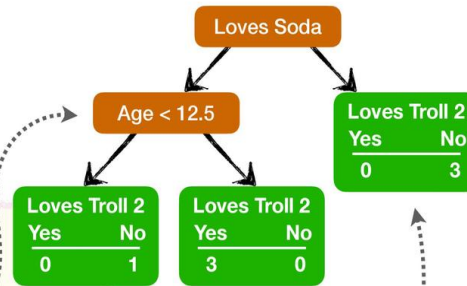 Loves Soda
Age < 12.5
Loves Troll 2
Yes No
0 3
Loves Troll 2
Yes No
0 1
Loves Troll 2
Yes No
3 0